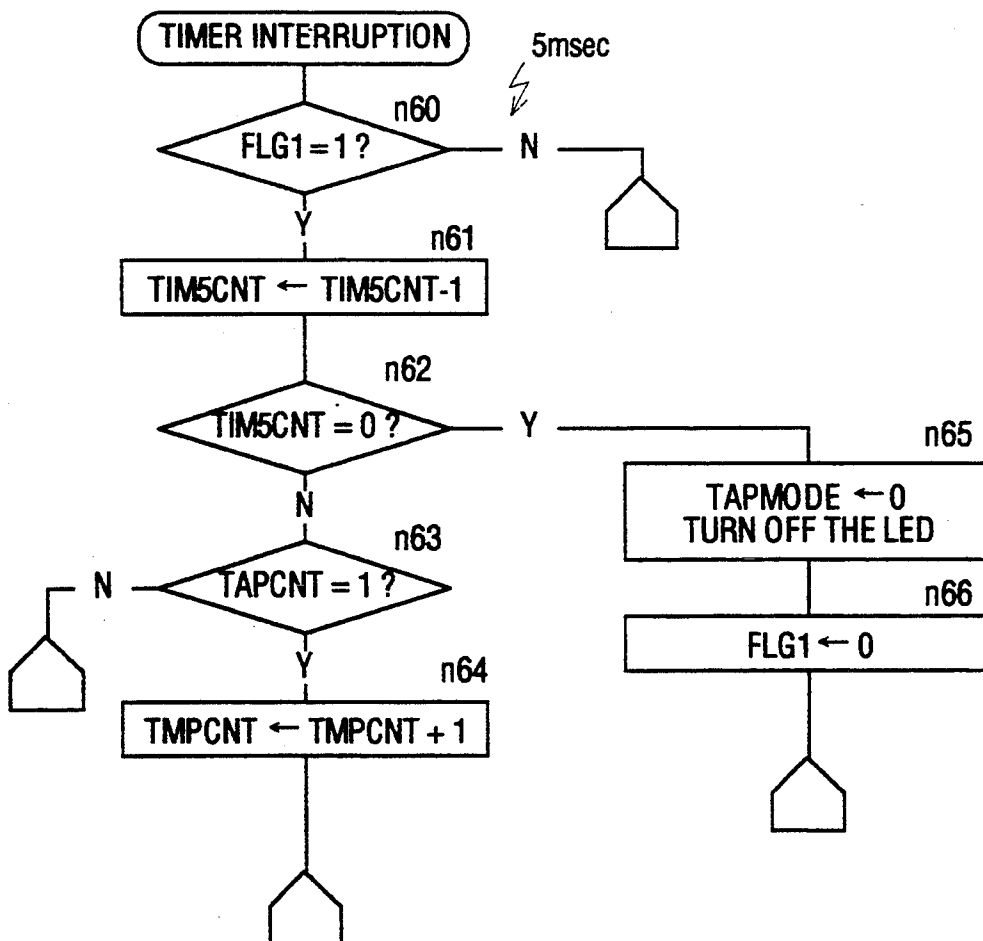 TIMER INTERRUPTION
5msec
n60
FLG1 = 1 ?
N
Y
n61
TIM5CNT ← TIM5CNT-1
n62
TIM5CNT = 0 ?
Y
N
n65
TAPMODE ← 0
TURN OFF THE LED
n63
TAPCNT = 1 ?
N
Y
n66
FLG1 ← 0
n64
TMPCNT ← TMPCNT + 1